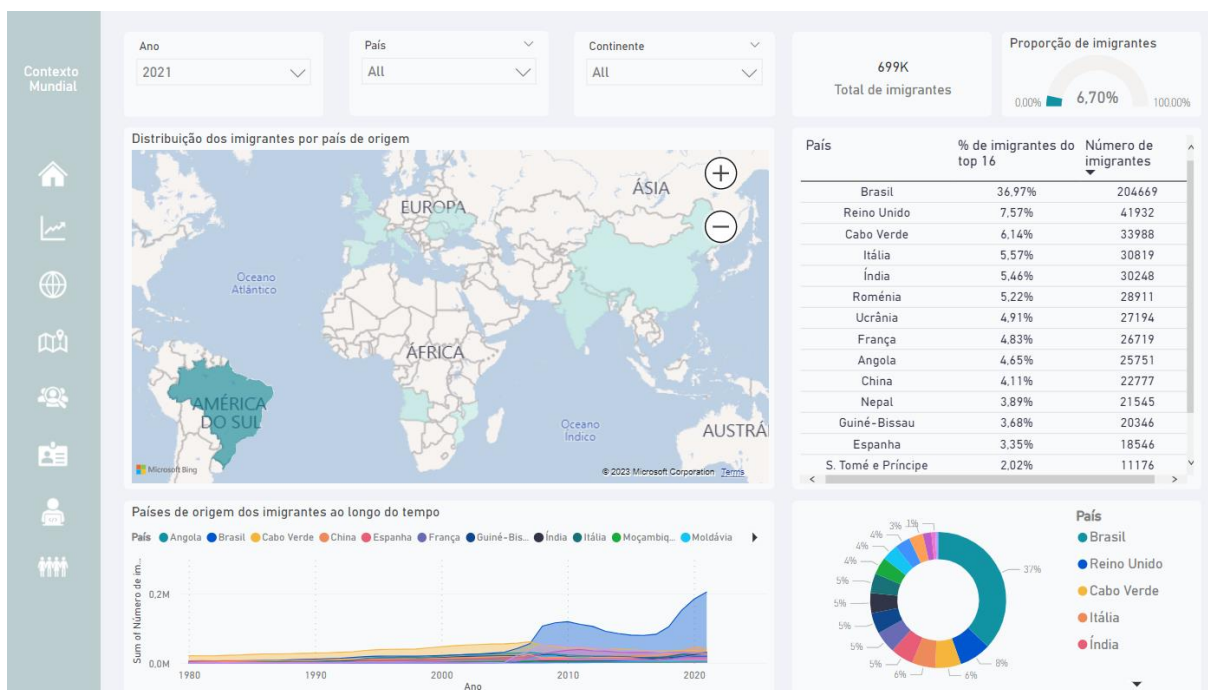 Contexto
Mundial
Ano
2021
País
All
Continente
All
699K
Total de imigrantes
Proporção de imigrantes
0,00%
6,70%
100,00%
Distribuição dos imigrantes por país de origem
ÁSIA
EUROPA
Oceano
Atlântico
ÁFRICA
AMÉRICA
DO SUL
Oceano
Índico
AUSTRÁ
Microsoft Bing
© 2023 Microsoft Corporation Terms
País % de imigrantes do top 16 Número de imigrantes
Brasil 36,97% 204669
Reino Unido 7,57% 41932
Cabo Verde 6,14% 33988
Itália 5,57% 30819
Índia 5,46% 30248
Roménia 5,22% 28911
Ucrânia 4,91% 27194
França 4,83% 26719
Angola 4,65% 25751
China 4,11% 22777
Nepal 3,89% 21545
Guiné-Bissau 3,68% 20346
Espanha 3,35% 18546
S. Tomé e Príncipe 2,02% 11176
Países de origem dos imigrantes ao longo do tempo
País Angola Brasil Cabo Verde China Espanha França Guiné-Bis... Índia Itália Moçambiq... Moldávia
Sum of Número de im...
0,2M
0,0M
1980 1990 2000 2010 2020
Ano
1%
3%
4%
4%
4%
5%
5%
5%
5%
5%
6%
6%
8%
37%
País
Brasil
Reino Unido
Cabo Verde
Itália
Índia